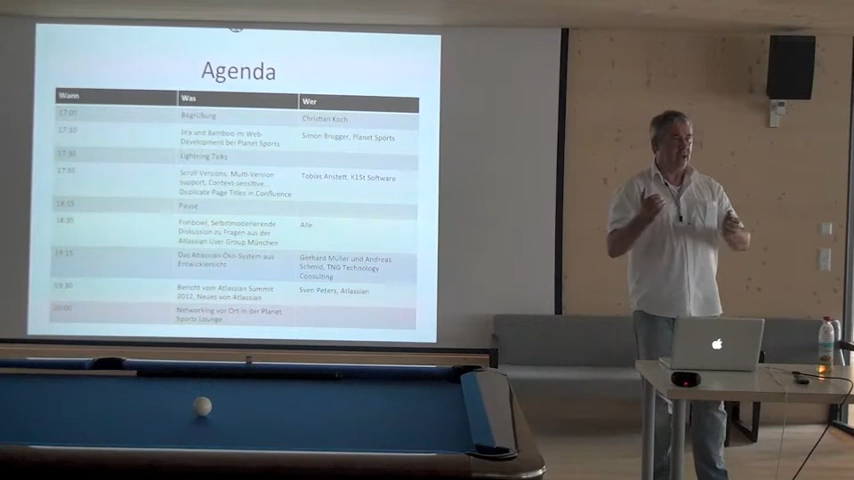 Agenda
Wann Was Wer
17:05 Begrüßung Christian Koch
17:10 Jira und Bamboo im Web- Simon Brugger, Planet Sports
Development bei Planet Sports
17:30 Lightning Talks
17:50 Scroll Versions, Multi-Version Tobias Anstett, K15t Software
support, Context-sensitive...
Duplicate Page Titles in Confluence
Pause
18:35 Fishbowl, Selbstmoderierende Alle
Diskussion zu Fragen aus der
Atlassian User Group München
19:15 Das Atlassian Öko-System aus Gerhard Müller und Andreas
Entwicklersicht Schmid, TNG Technology
Consulting
19:30 Bericht vom Atlassian Summit Sven Peters, Atlassian
2012, Neues von Atlassian
20:00 Networking vor Ort in der Planet
Sports Lounge